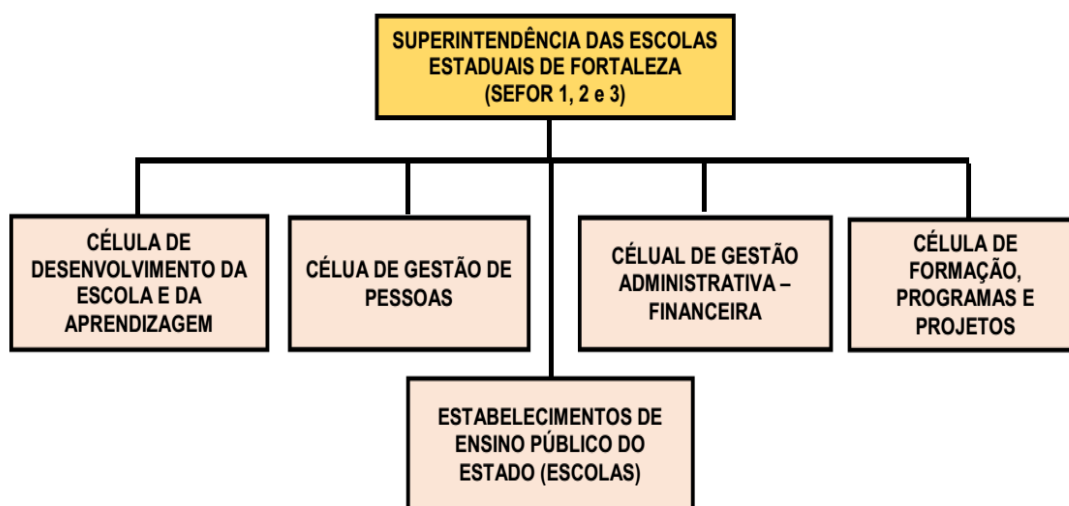 SUPERINTENDÊNCIA DAS ESCOLAS
ESTADUAIS DE FORTALEZA
(SEFOR 1, 2 e 3)
CÉLULA DE
DESENVOLVIMENTO DA
ESCOLA E DA
APRENDIZAGEM
CÉLUA DE GESTÃO DE
PESSOAS
CÉLUAL DE GESTÃO
ADMINISTRATIVA –
FINANCEIRA
CÉLULA DE
FORMAÇÃO,
PROGRAMAS E
PROJETOS
ESTABELECIMENTOS DE
ENSINO PÚBLICO DO
ESTADO (ESCOLAS)